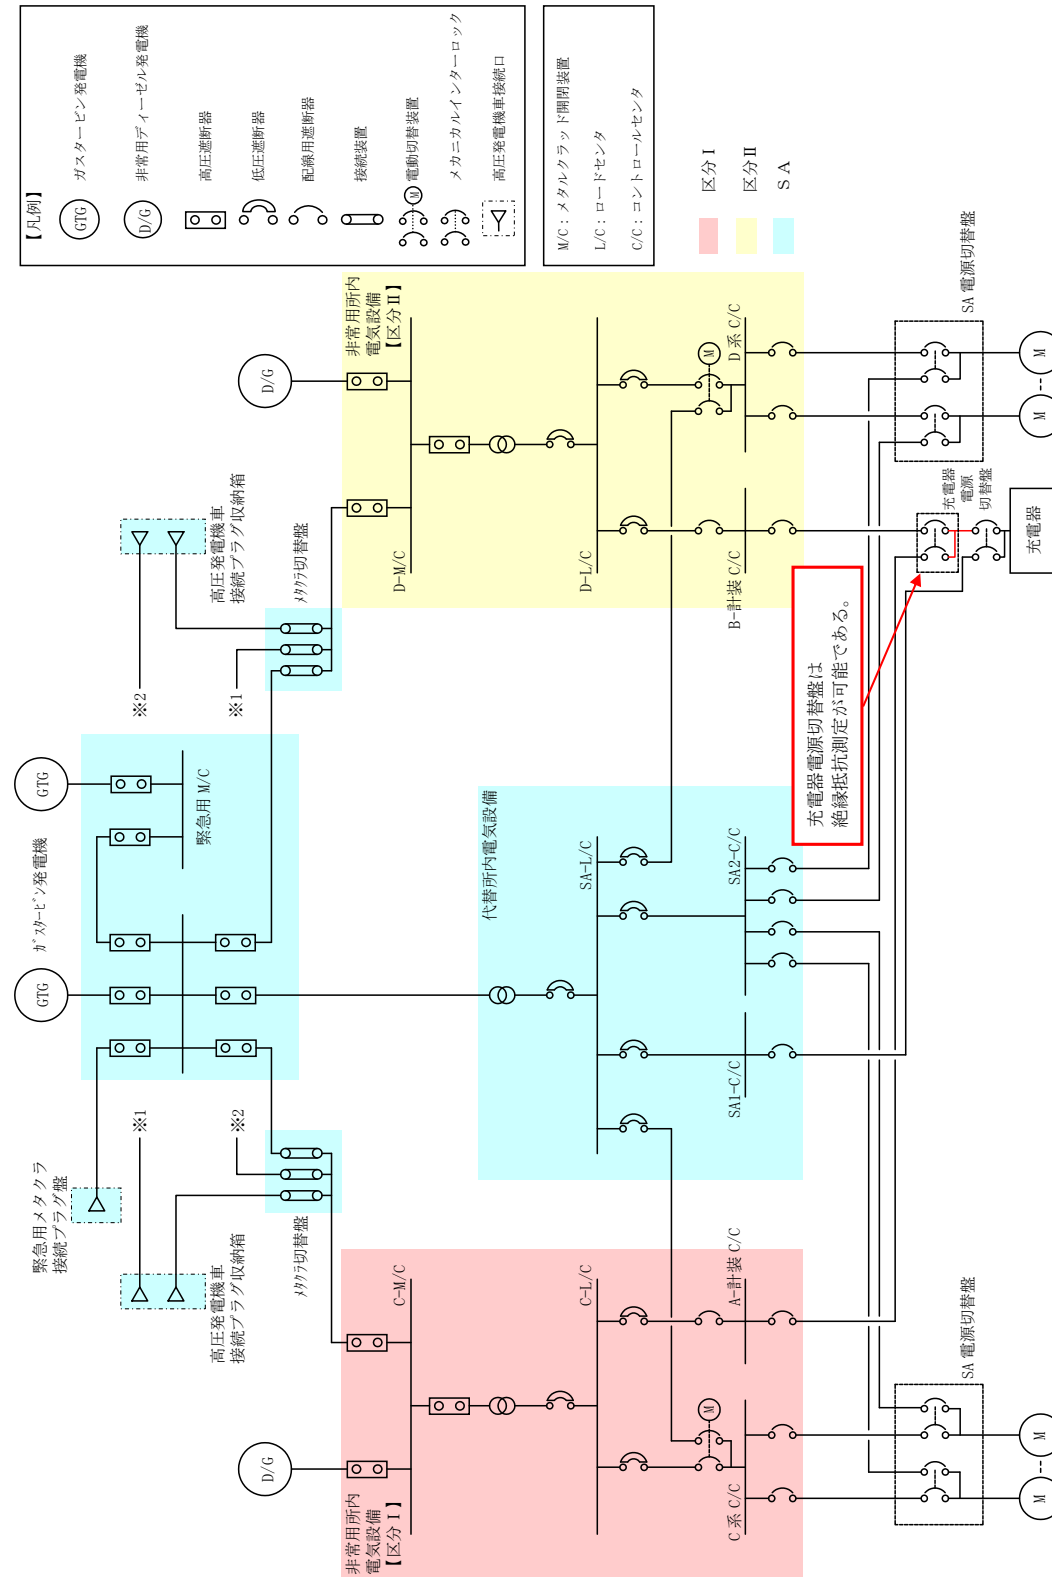 【凡例】
GTG
ガスタービン発電機
D/G
非常用ディーゼル発電機
高圧遮断器
低圧遮断器
配線用遮断器
接続装置
M
電動切替装置
メカニカルインターロック
高圧発電機車接続口
M/C：メタルクラッド開閉装置
L/C：ロードセンタ
C/C：コントロールセンタ
区分Ⅰ
区分Ⅱ
SA
緊急用メタクラ
接続プラグ盤
GTG
ガスタービン発電機
GTG
緊急用 M/C
※1
※2
高圧発電機車
接続プラグ収納箱
メタクラ切替盤
※2
※1
高圧発電機車
接続プラグ収納箱
メタクラ切替盤
D/G
非常用所内
電気設備
【区分Ⅰ】
C-M/C
C-L/C
M
C系 C/C
A-計装 C/C
代替所内電気設備
SA-L/C
SA1-C/C
SA2-C/C
D/G
非常用所内
電気設備
【区分Ⅱ】
D-M/C
D-L/C
M
B-計装 C/C
D系 C/C
充電器電源切替盤は
絶縁抵抗測定が可能である。
SA 電源切替盤
M
M
充電器
電源
切替盤
充電器
SA 電源切替盤
M
M